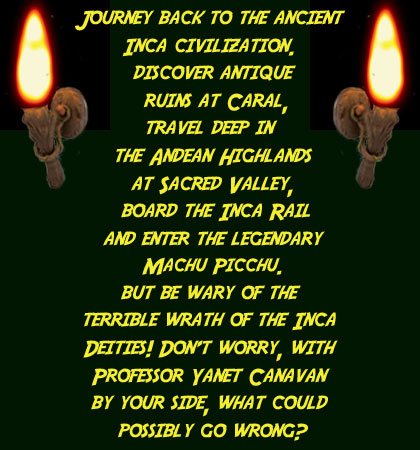 Journey back to the ancient
Inca civilization.
discover antique
ruins at Caral,
travel deep in
the Andean Highlands
at Sacred Valley,
board the Inca Rail
and enter the legendary
Machu Picchu.
but be wary of the
terrible wrath of the Inca
Deities! Don't worry, with
Professor Yanet Canavan
by your side, what could
possibly go wrong?